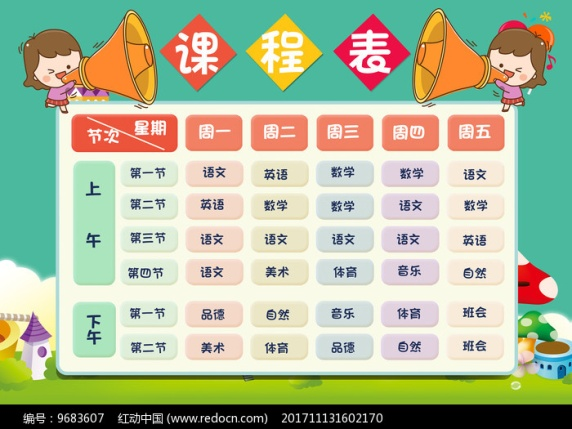 课程表
节次 星期 周一 周二 周三 周四 周五
上午
第一节 语文 英语 数学 数学 语文
第二节 英语 数学 数学 语文 数学
第三节 语文 语文 语文 语文 英语
第四节 语文 美术 体育 音乐 自然
下午
第一节 品德 自然 音乐 体育 班会
第二节 美术 体育 品德 自然 班会
编号：9683607 红动中国 (www.redocn.com) 201711131602170